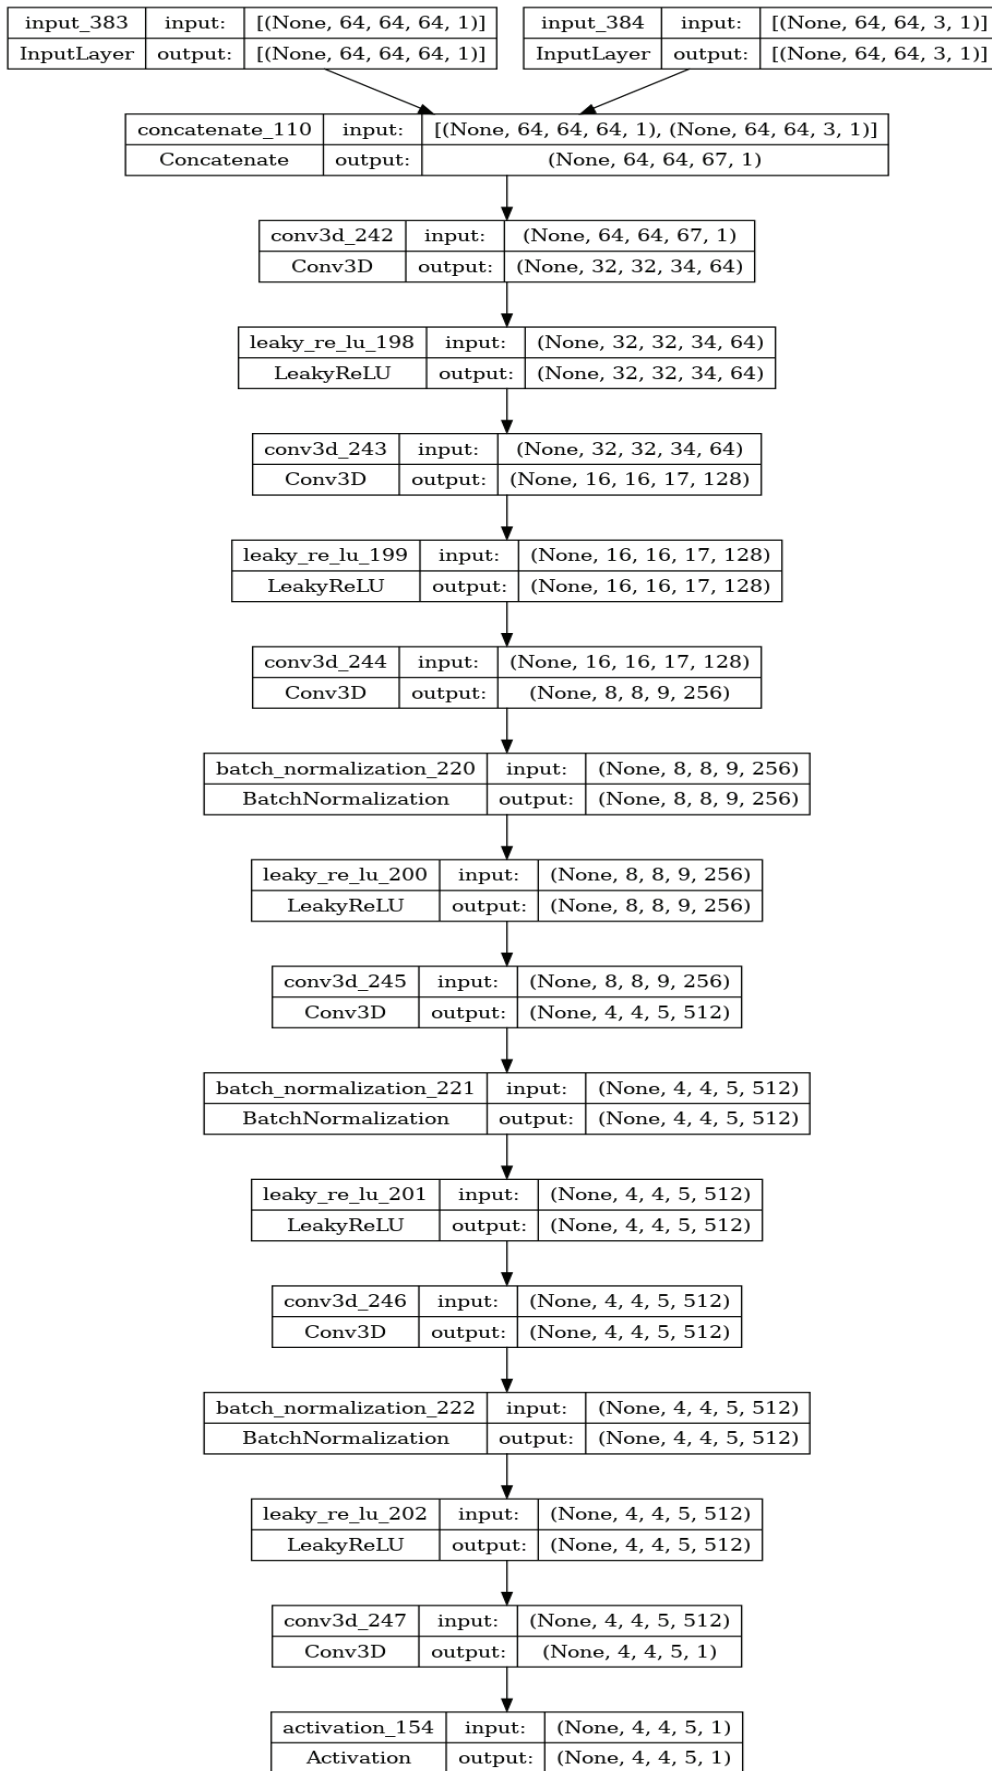 input_383 input: [(None, 64, 64, 64, 1)]
InputLayer output: [(None, 64, 64, 64, 1)]
input_384 input: [(None, 64, 64, 3, 1)]
InputLayer output: [(None, 64, 64, 3, 1)]
concatenate_110 input: [(None, 64, 64, 64, 1), (None, 64, 64, 3, 1)]
Concatenate output: (None, 64, 64, 67, 1)
conv3d_242 input: (None, 64, 64, 67, 1)
Conv3D output: (None, 32, 32, 34, 64)
leaky_re_lu_198 input: (None, 32, 32, 34, 64)
LeakyReLU output: (None, 32, 32, 34, 64)
conv3d_243 input: (None, 32, 32, 34, 64)
Conv3D output: (None, 16, 16, 17, 128)
leaky_re_lu_199 input: (None, 16, 16, 17, 128)
LeakyReLU output: (None, 16, 16, 17, 128)
conv3d_244 input: (None, 16, 16, 17, 128)
Conv3D output: (None, 8, 8, 9, 256)
batch_normalization_220 input: (None, 8, 8, 9, 256)
BatchNormalization output: (None, 8, 8, 9, 256)
leaky_re_lu_200 input: (None, 8, 8, 9, 256)
LeakyReLU output: (None, 8, 8, 9, 256)
conv3d_245 input: (None, 8, 8, 9, 256)
Conv3D output: (None, 4, 4, 5, 512)
batch_normalization_221 input: (None, 4, 4, 5, 512)
BatchNormalization output: (None, 4, 4, 5, 512)
leaky_re_lu_201 input: (None, 4, 4, 5, 512)
LeakyReLU output: (None, 4, 4, 5, 512)
conv3d_246 input: (None, 4, 4, 5, 512)
Conv3D output: (None, 4, 4, 5, 512)
batch_normalization_222 input: (None, 4, 4, 5, 512)
BatchNormalization output: (None, 4, 4, 5, 512)
leaky_re_lu_202 input: (None, 4, 4, 5, 512)
LeakyReLU output: (None, 4, 4, 5, 512)
conv3d_247 input: (None, 4, 4, 5, 512)
Conv3D output: (None, 4, 4, 5, 1)
activation_154 input: (None, 4, 4, 5, 1)
Activation output: (None, 4, 4, 5, 1)